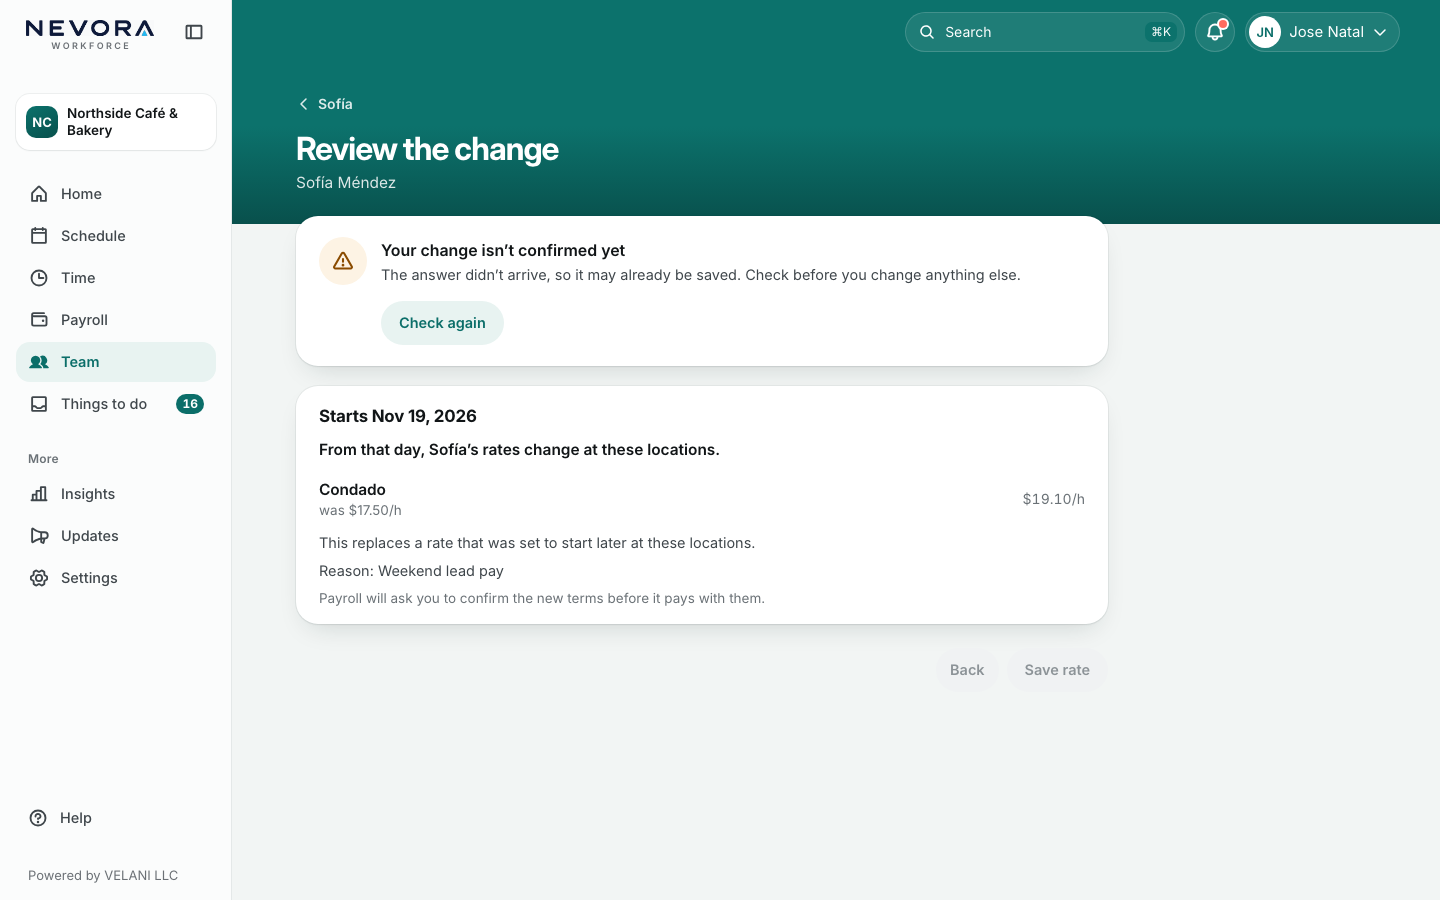 NEVORA
WORKFORCE
Search
⌘K
JN
Jose Natal
NC
Northside Café &
Bakery
Home
Schedule
Time
Payroll
Team
Things to do
16
More
Insights
Updates
Settings
Help
Powered by VELANI LLC
Sofía
Review the change
Sofía Méndez
Your change isn’t confirmed yet
The answer didn’t arrive, so it may already be saved. Check before you change anything else.
Check again
Starts Nov 19, 2026
From that day, Sofía’s rates change at these locations.
Condado
was $17.50/h
$19.10/h
This replaces a rate that was set to start later at these locations.
Reason: Weekend lead pay
Payroll will ask you to confirm the new terms before it pays with them.
Back
Save rate